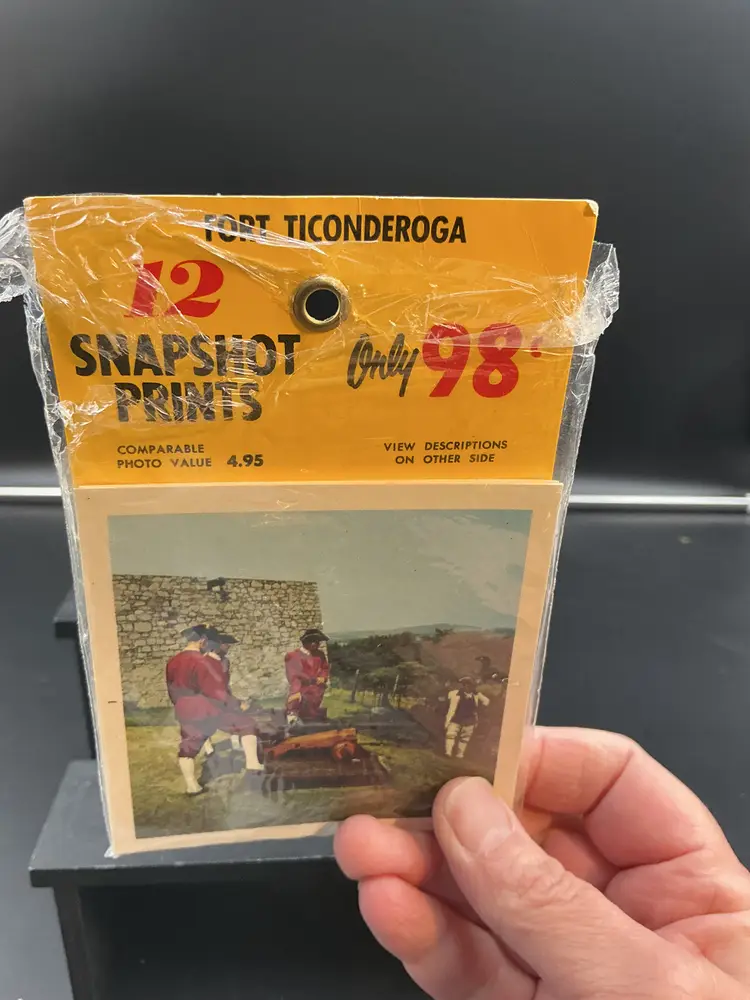 FORT TICONDEROGA
12
SNAPSHOT
PRINTS
Only 98¢
COMPARABLE
PHOTO VALUE 4.95
VIEW DESCRIPTIONS
ON OTHER SIDE